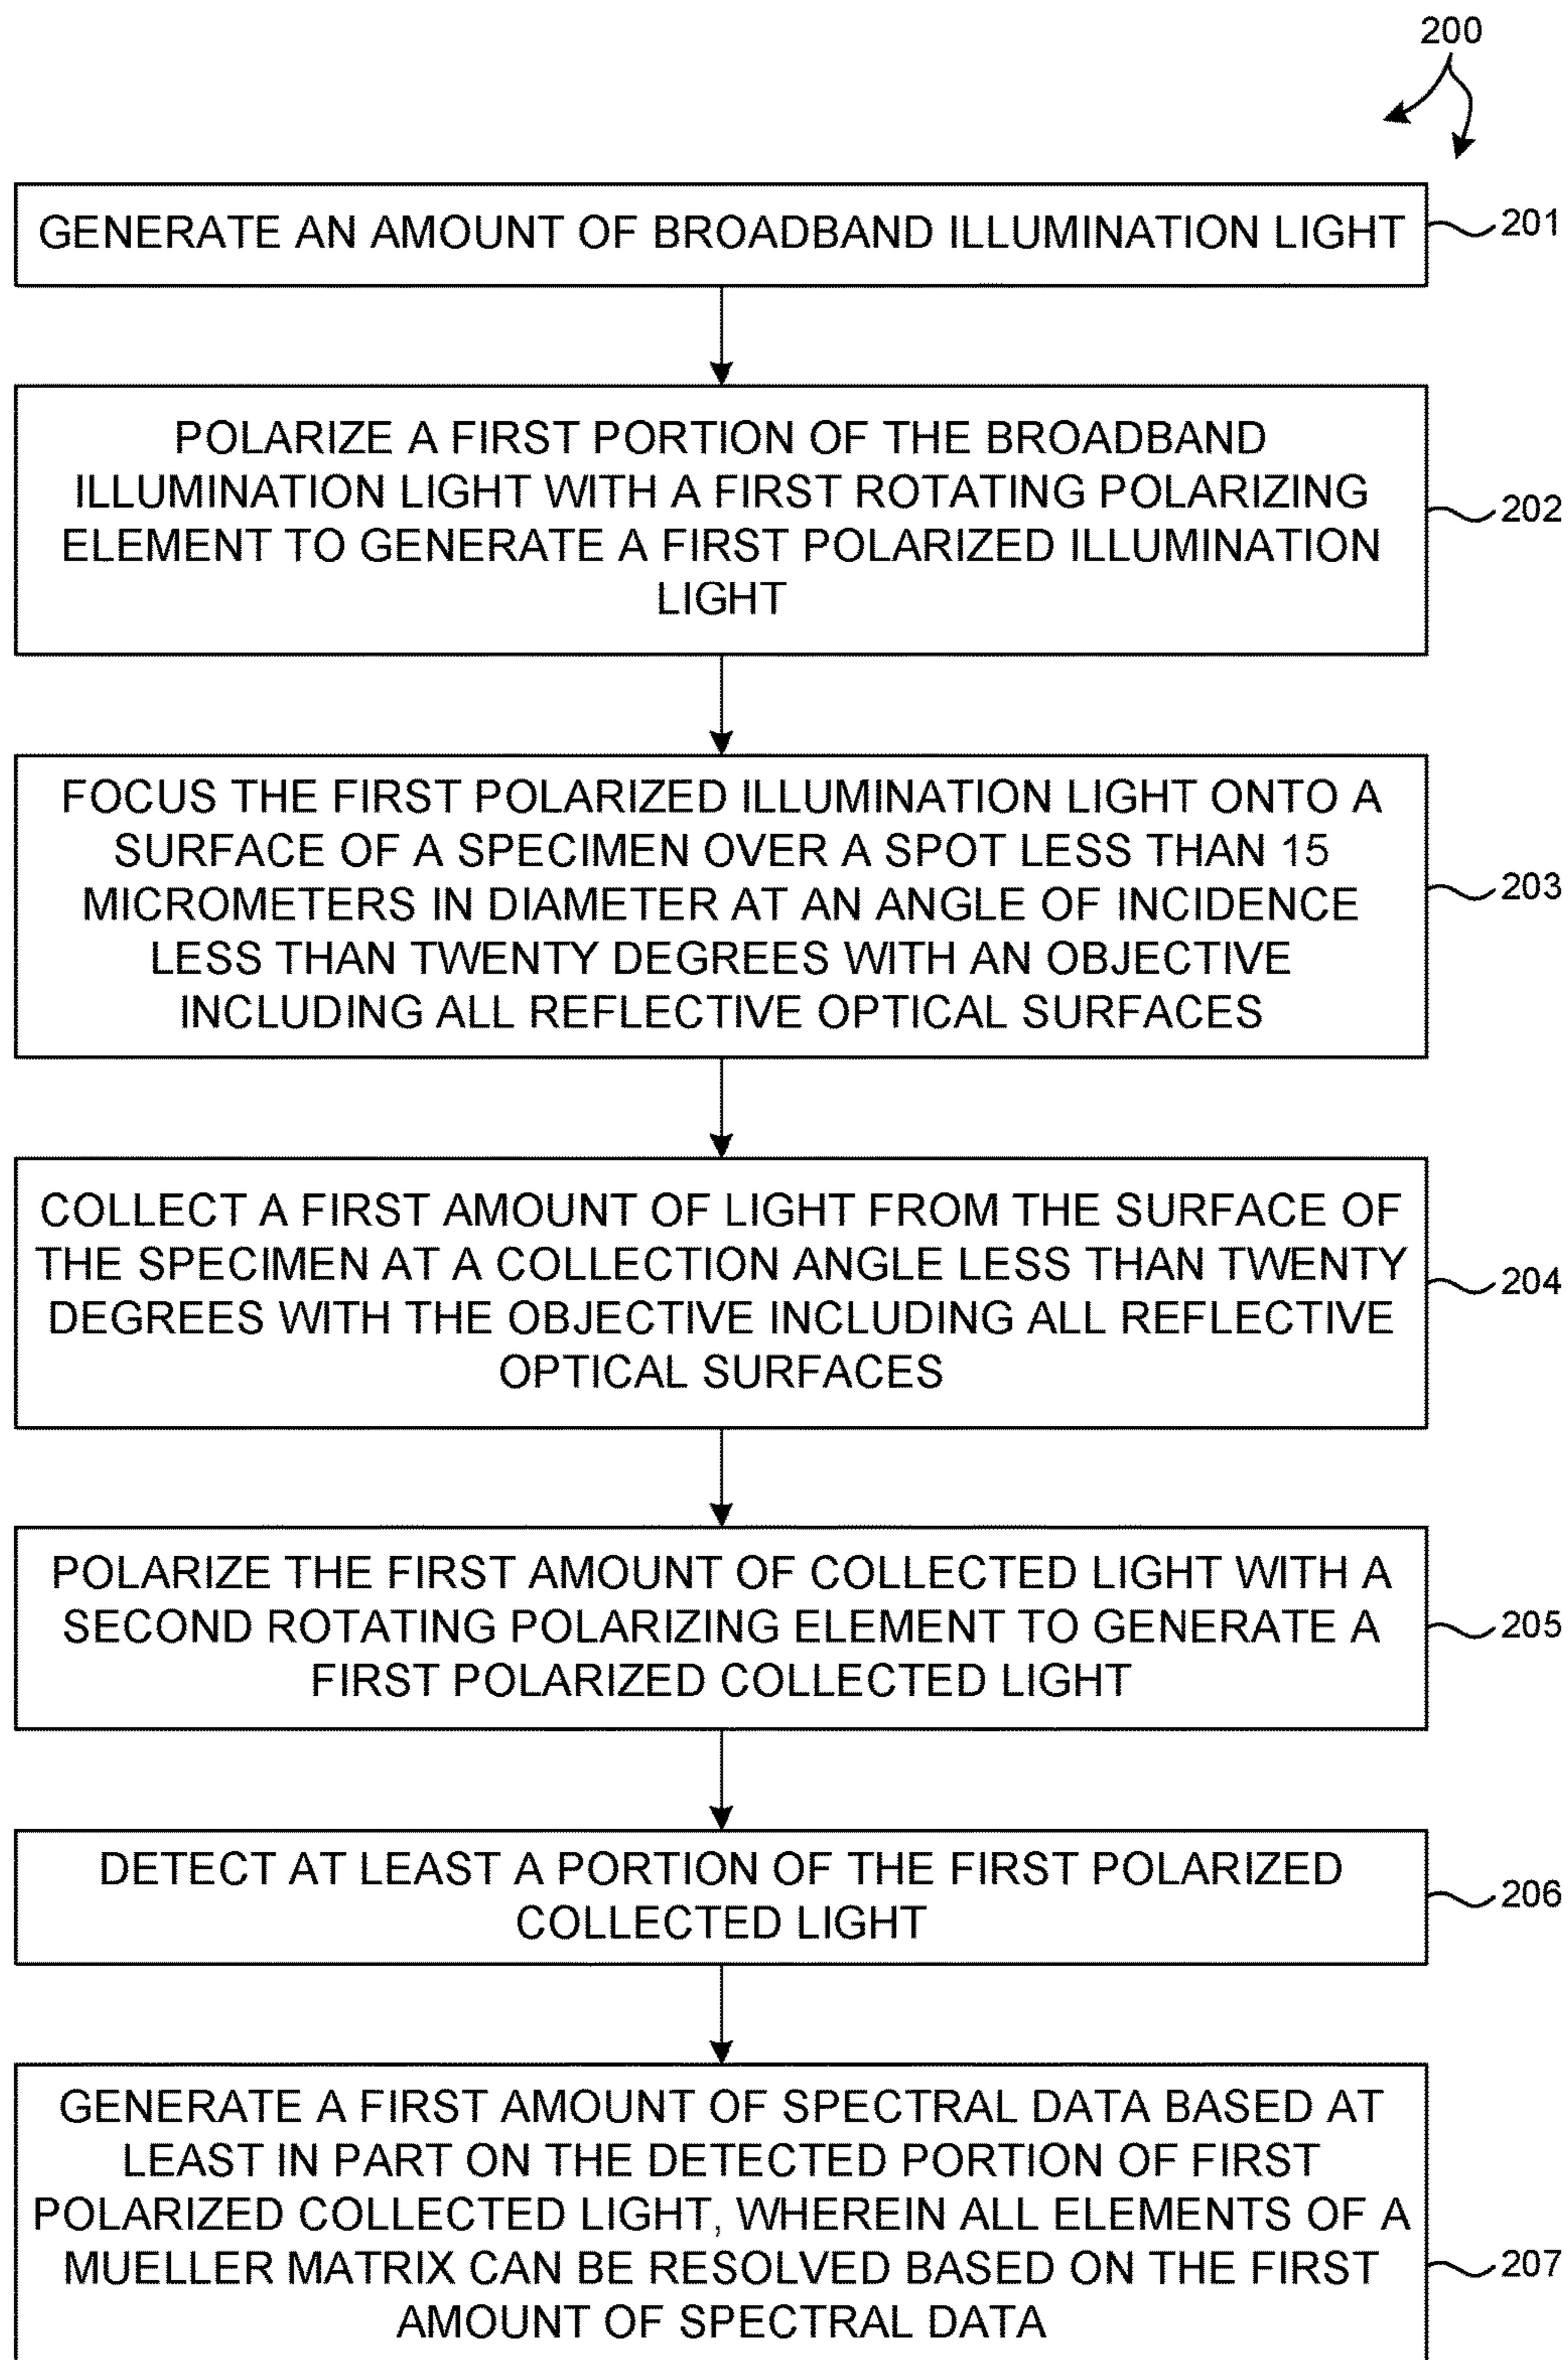 200
GENERATE AN AMOUNT OF BROADBAND ILLUMINATION LIGHT
201
POLARIZE A FIRST PORTION OF THE BROADBAND
ILLUMINATION LIGHT WITH A FIRST ROTATING POLARIZING
ELEMENT TO GENERATE A FIRST POLARIZED ILLUMINATION
LIGHT
202
FOCUS THE FIRST POLARIZED ILLUMINATION LIGHT ONTO A
SURFACE OF A SPECIMEN OVER A SPOT LESS THAN 15
MICROMETERS IN DIAMETER AT AN ANGLE OF INCIDENCE
LESS THAN TWENTY DEGREES WITH AN OBJECTIVE
INCLUDING ALL REFLECTIVE OPTICAL SURFACES
203
COLLECT A FIRST AMOUNT OF LIGHT FROM THE SURFACE OF
THE SPECIMEN AT A COLLECTION ANGLE LESS THAN TWENTY
DEGREES WITH THE OBJECTIVE INCLUDING ALL REFLECTIVE
OPTICAL SURFACES
204
POLARIZE THE FIRST AMOUNT OF COLLECTED LIGHT WITH A
SECOND ROTATING POLARIZING ELEMENT TO GENERATE A
FIRST POLARIZED COLLECTED LIGHT
205
DETECT AT LEAST A PORTION OF THE FIRST POLARIZED
COLLECTED LIGHT
206
GENERATE A FIRST AMOUNT OF SPECTRAL DATA BASED AT
LEAST IN PART ON THE DETECTED PORTION OF FIRST
POLARIZED COLLECTED LIGHT, WHEREIN ALL ELEMENTS OF A
MUELLER MATRIX CAN BE RESOLVED BASED ON THE FIRST
AMOUNT OF SPECTRAL DATA
207